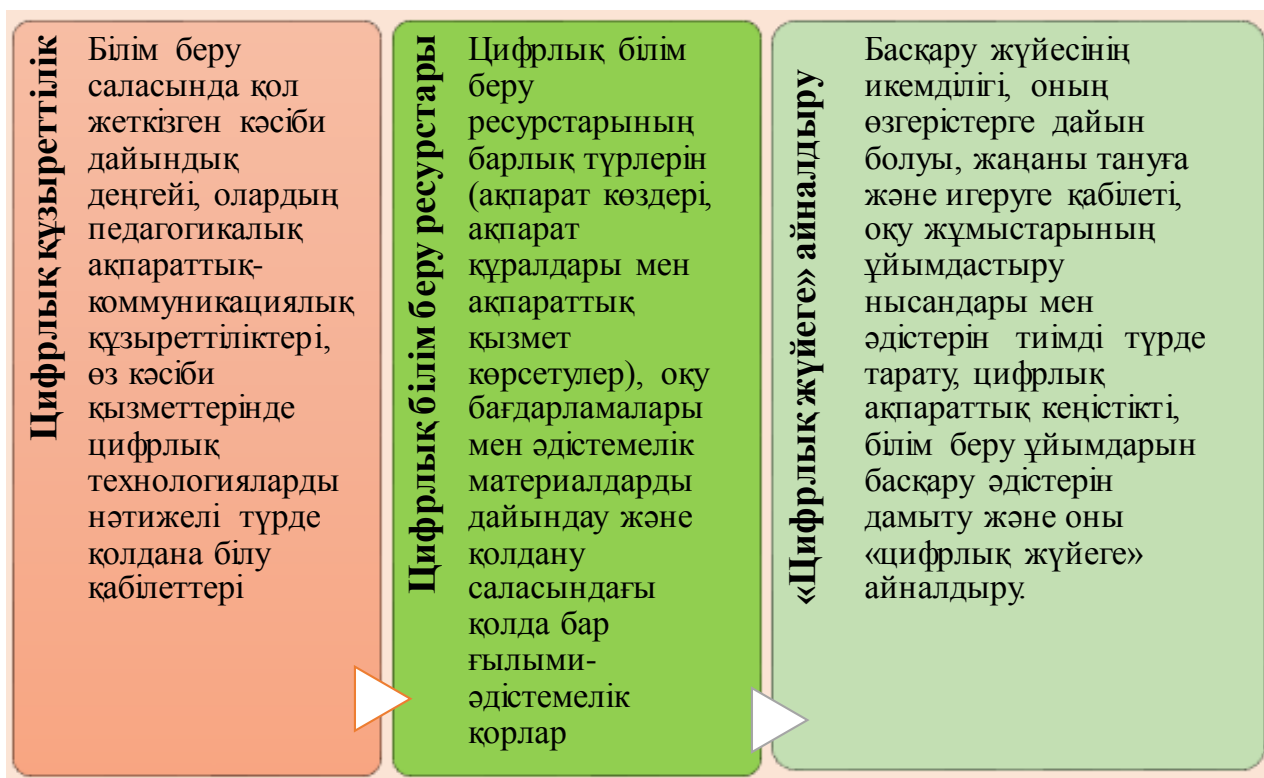 Цифрлық құзыреттілік
Білім беру
саласында қол
жеткізген кәсіби
дайындық
деңгейі, олардың
педагогикалық
ақпараттық-
коммуникациялық
құзыреттіліктері,
өз кәсіби
қызметтерінде
цифрлық
технологияларды
нәтижелі түрде
қолдана білу
қабілеттері
Цифрлық білім беру ресурстары
Цифрлық білім
беру
ресурстарының
барлық түрлерін
(ақпарат көздері,
ақпарат
құралдары мен
ақпараттық
қызмет
көрсетулер), оқу
бағдарламалары
мен әдістемелік
материалдарды
дайындау және
қолдану
саласындағы
қолда бар
ғылыми-
әдістемелік
қорлар
«Цифрлық жүйеге» айналдыру
Басқару жүйесінің
икемділігі, оның
өзгерістерге дайын
болуы, жаңаны тануға
және игеруге қабілеті,
оқу жұмыстарының
ұйымдастыру
нысандары мен
әдістерін тиімді түрде
тарату, цифрлық
ақпараттық кеңістікті,
білім беру ұйымдарын
басқару әдістерін
дамыту және оны
«цифрлық жүйеге»
айналдыру.